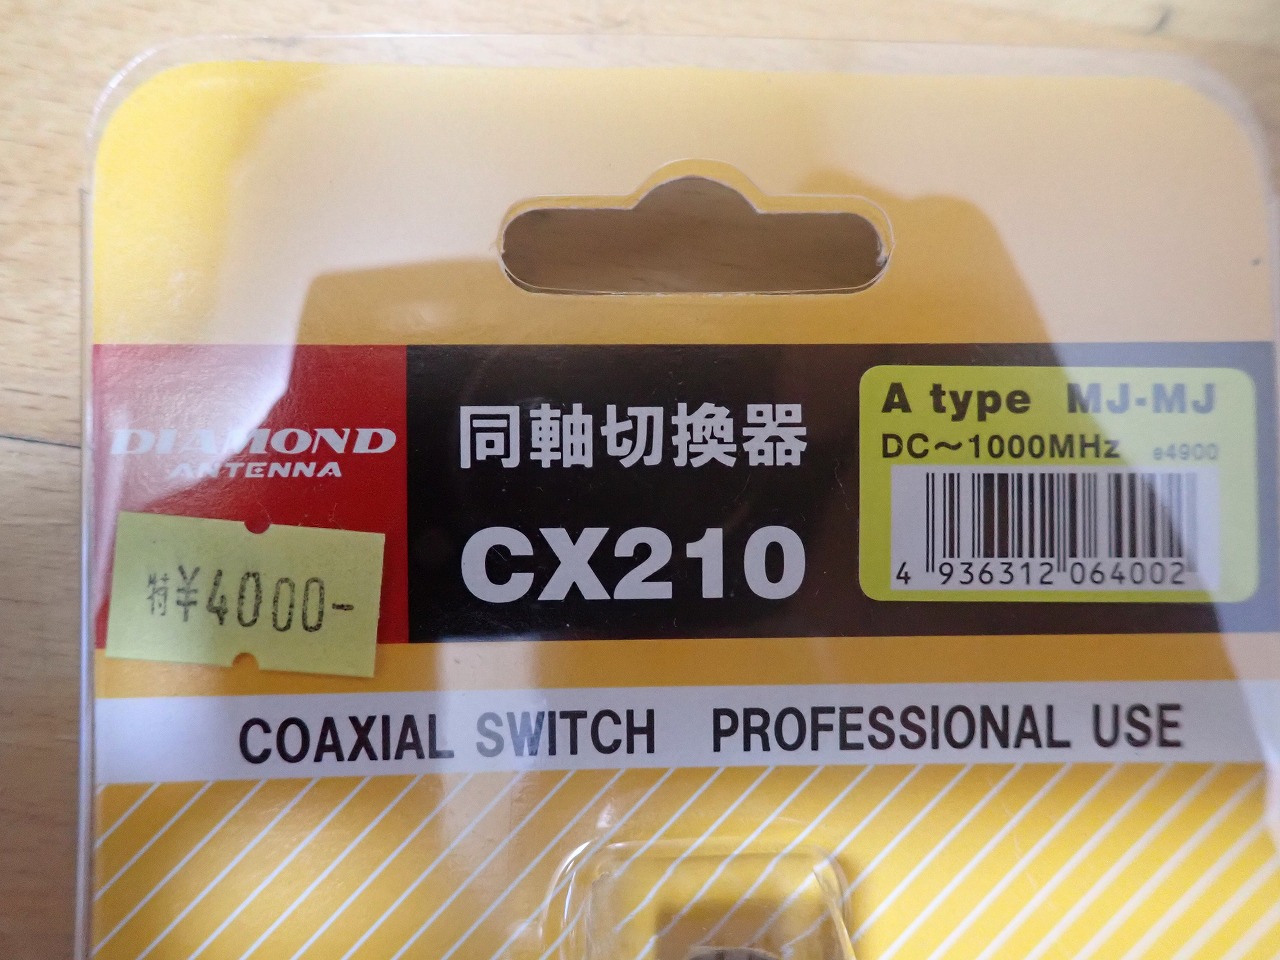 DIAMOND
ANTENNA
同軸切換器
CX210
A type MJ-MJ
DC～1000MHz e4900
4 936312 064002
特¥4000-
COAXIAL SWITCH PROFESSIONAL USE